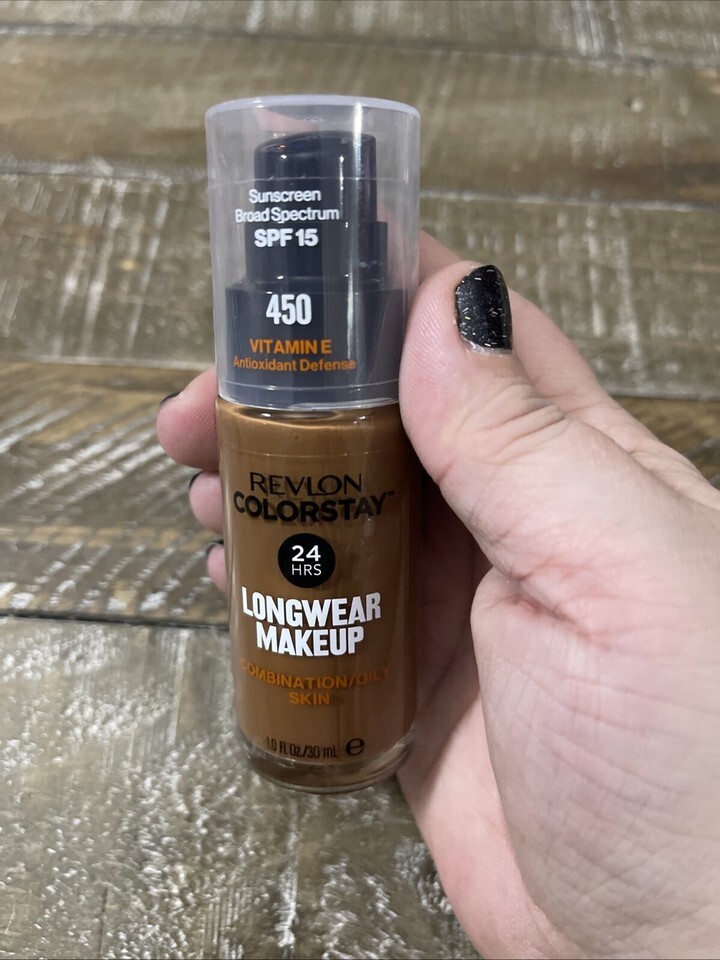 Sunscreen
Broad Spectrum
SPF 15
450
VITAMIN E
Antioxidant Defense
REVLON
COLORSTAY™
24
HRS
LONGWEAR
MAKEUP
COMBINATION/OILY
SKIN
1.0 fl. Oz/30 mL ℮